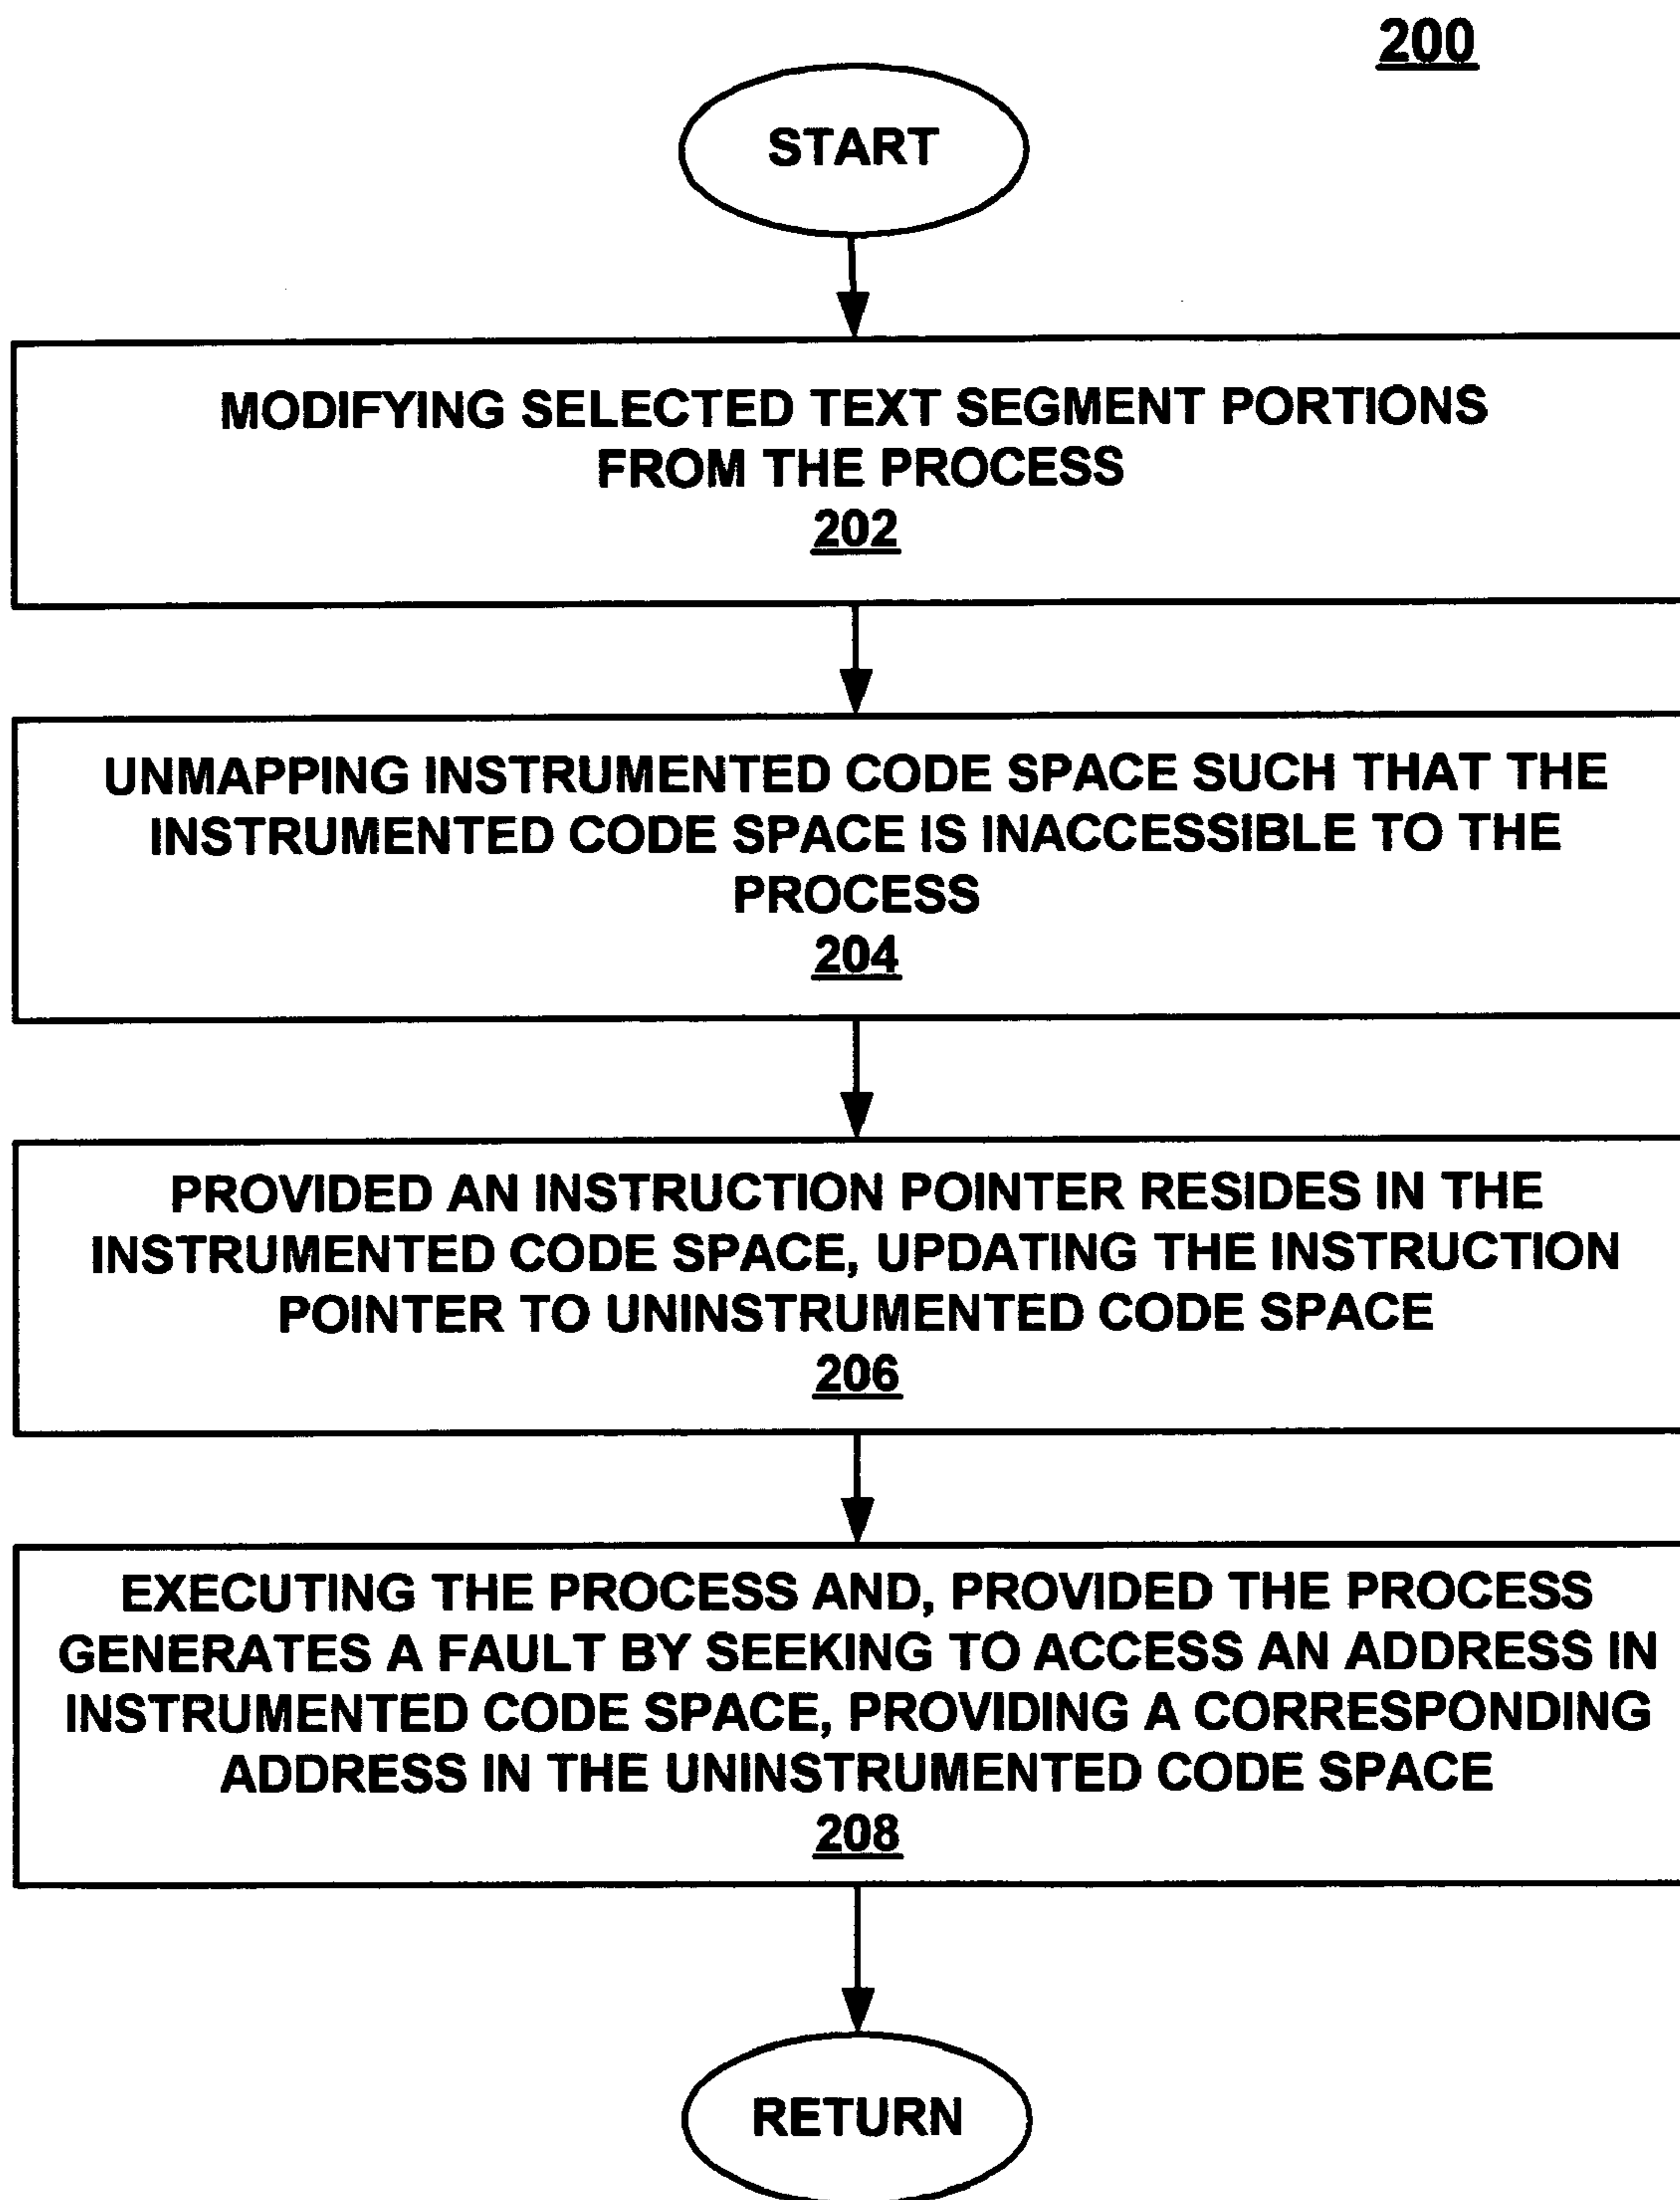 200
START
MODIFYING SELECTED TEXT SEGMENT PORTIONS
FROM THE PROCESS
202
UNMAPPING INSTRUMENTED CODE SPACE SUCH THAT THE
INSTRUMENTED CODE SPACE IS INACCESSIBLE TO THE
PROCESS
204
PROVIDED AN INSTRUCTION POINTER RESIDES IN THE
INSTRUMENTED CODE SPACE, UPDATING THE INSTRUCTION
POINTER TO UNINSTRUMENTED CODE SPACE
206
EXECUTING THE PROCESS AND, PROVIDED THE PROCESS
GENERATES A FAULT BY SEEKING TO ACCESS AN ADDRESS IN
INSTRUMENTED CODE SPACE, PROVIDING A CORRESPONDING
ADDRESS IN THE UNINSTRUMENTED CODE SPACE
208
RETURN